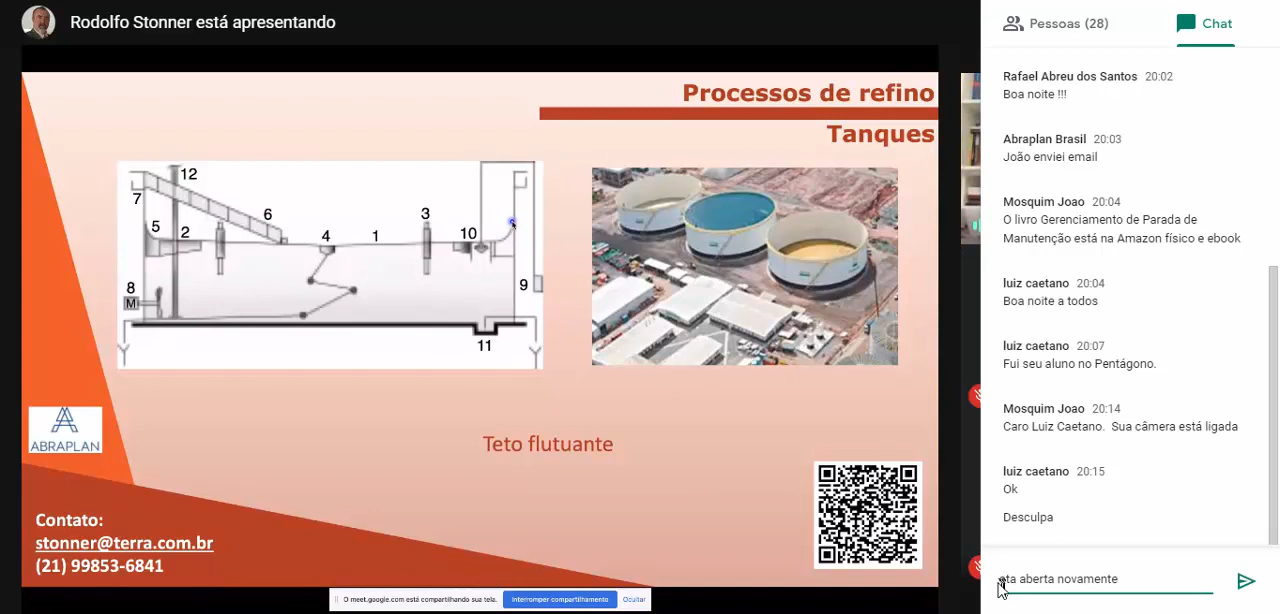 Rodolfo Stonner está apresentando
Processos de refino
Tanques
12
7
6
3
5
2
4
1
10
8
M
9
11
Teto flutuante
ABRAPLAN
Contato:
stonner@terra.com.br
(21) 99853-6841
O meet.google.com está compartilhando sua tela.
Interromper compartilhamento
Ocultar
Pessoas (28)
Chat
Rafael Abreu dos Santos 20:02
Boa noite !!!
Abraplan Brasil 20:03
João enviei email
Mosquim Joao 20:04
O livro Gerenciamento de Parada de
Manutenção está na Amazon físico e ebook
luiz caetano 20:04
Boa noite a todos
luiz caetano 20:07
Fui seu aluno no Pentágono.
Mosquim Joao 20:14
Caro Luiz Caetano. Sua câmera está ligada
luiz caetano 20:15
Ok
Desculpa
aberta novamente